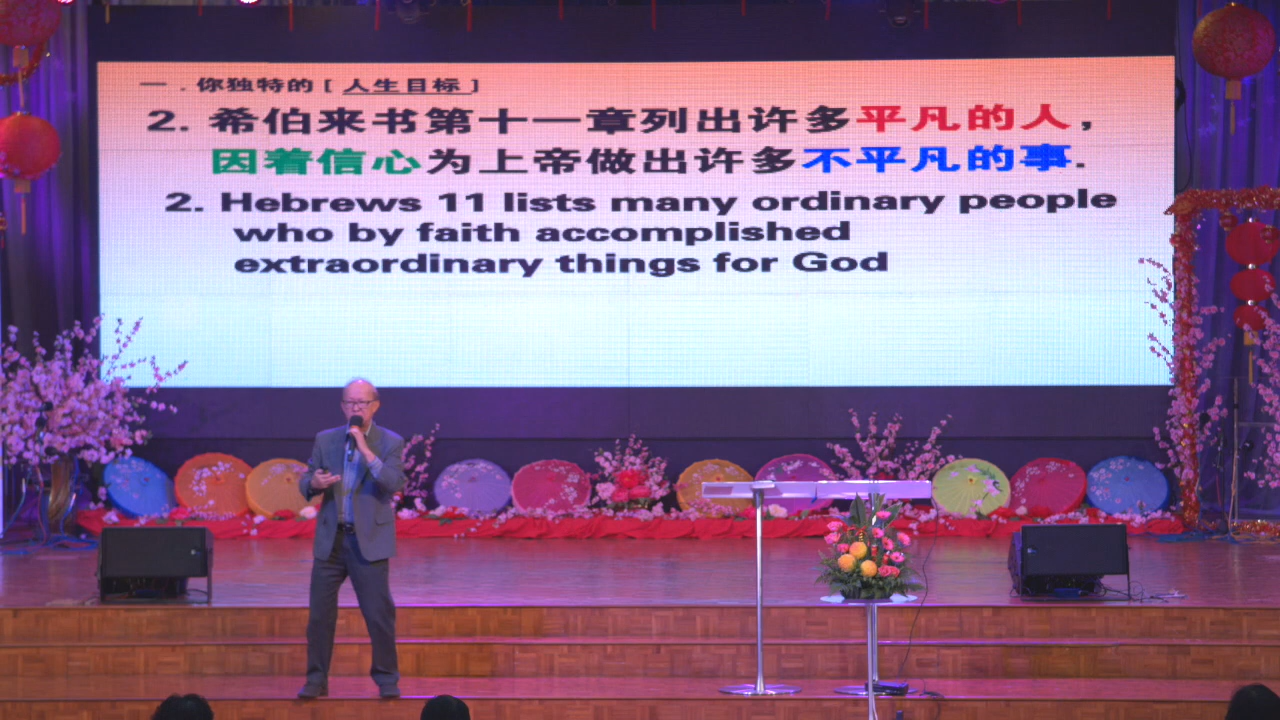 一．你独特的 [ 人生目标 ]
2. 希伯来书第十一章列出许多平凡的人，
因着信心为上帝做出许多不平凡的事.
2. Hebrews 11 lists many ordinary people
who by faith accomplished
extraordinary things for God